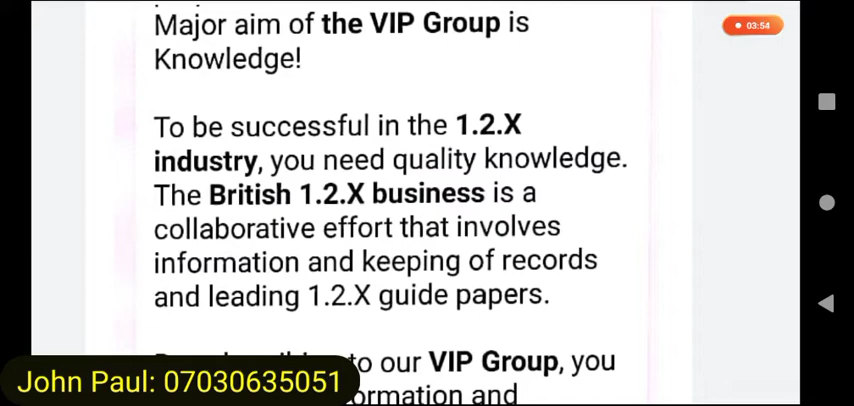 Major aim of the VIP Group is
03:54
Knowledge!
To be successful in the 1.2.X
industry, you need quality knowledge.
The British 1.2.X business is a
collaborative effort that involves
information and keeping of records
and leading 1.2.X guide papers.
to our VIP Group, you
John Paul: 07030635051
ormation and